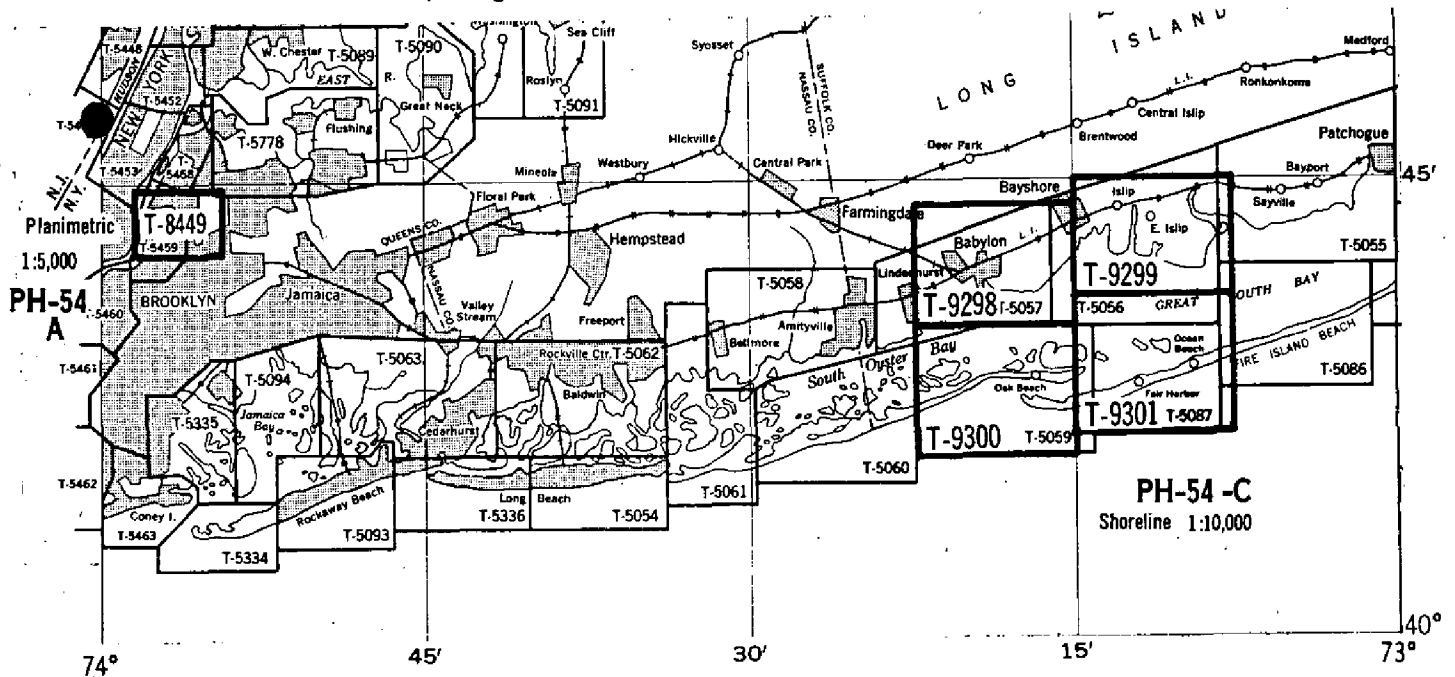 T-5448
HUDSON
NEW YORK
T-5452
T-5453
N.J.
N.Y.
W. Chester
T-5089
EAST
R.
T-5090
Great Neck
Sea Cliff
Roslyn
T-5091
Flushing
T-5778
Syosset
SUFFOLK CO.
NASSAU CO.
LONG
ISLAND
Medford
L.I.
Ronkonkoma
Central Islip
Brentwood
Deer Park
Patchogue
Bayport
Sayville
45'
Hickville
Central Park
Westbury
Mineola
Floral Park
QUEENS CO.
NASSAU CO.
Hempstead
Farmingdale
Bayshore
Islip
E. Islip
L.I.
Babylon
Lindenhurst
T-5055
Planimetric
T-8449
T-5459
1:5,000
PH-54
A
T-5460
BROOKLYN
Jamaica
Valley Stream
Freeport
T-5058
T-9298
T-5057
T-9299
T-5056
GREAT
SOUTH BAY
Amityville
Bellmore
T-5461
T-5063
Rockville Ctr.
T-5062
South Oyster Bay
Oak Beach
Ocean Beach
Fair Harbor
FIRE ISLAND BEACH
T-5086
T-5094
T-5335
Jamaica Bay
Cedarhurst
Baldwin
T-9300
T-5059
T-9301
T-5087
T-5060
T-5061
T-5462
Coney I.
T-5463
T-5334
Rockaway Beach
T-5093
Long Beach
T-5336
T-5054
PH-54 -C
Shoreline 1:10,000
40°
74°
45'
30'
15'
73°